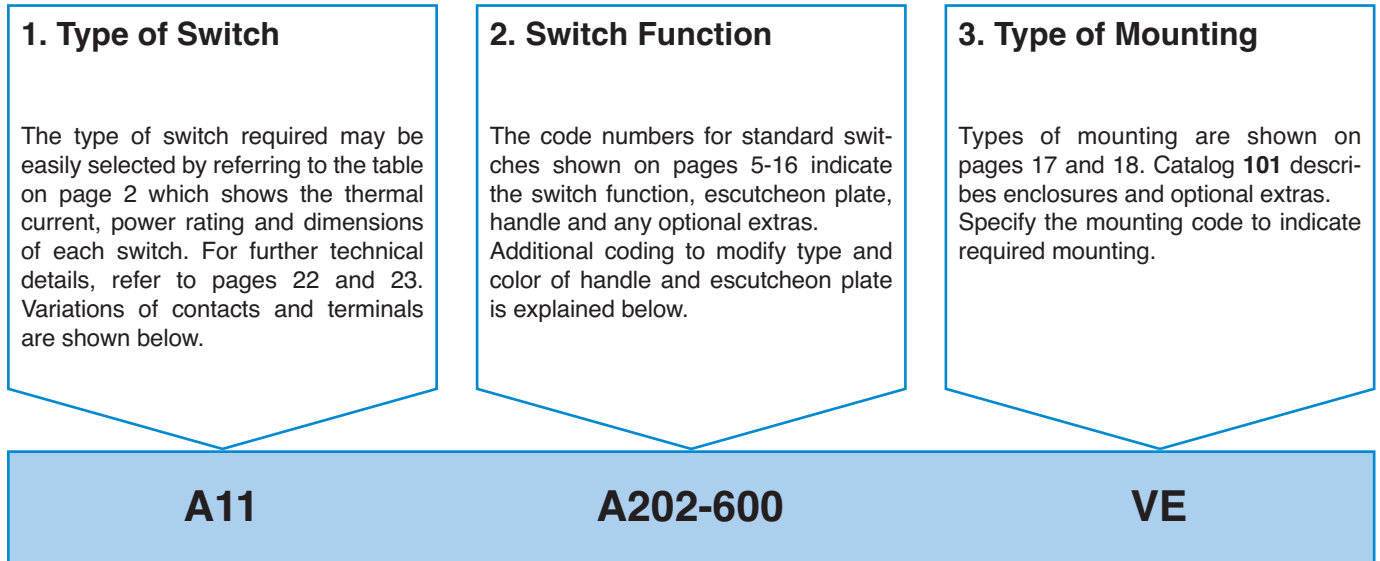 1. Type of Switch
The type of switch required may be
easily selected by referring to the table
on page 2 which shows the thermal
current, power rating and dimensions
of each switch. For further technical
details, refer to pages 22 and 23.
Variations of contacts and terminals
are shown below.
2. Switch Function
The code numbers for standard swit-
ches shown on pages 5-16 indicate
the switch function, escutcheon plate,
handle and any optional extras.
Additional coding to modify type and
color of handle and escutcheon plate
is explained below.
3. Type of Mounting
Types of mounting are shown on
pages 17 and 18. Catalog 101 descri-
bes enclosures and optional extras.
Specify the mounting code to indicate
required mounting.
A11
A202-600
VE